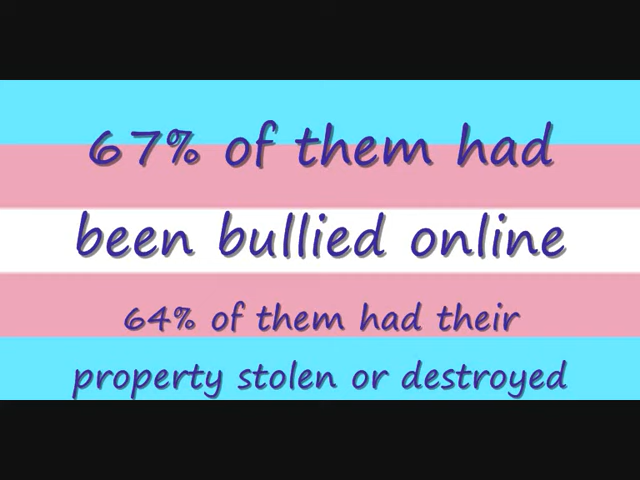 67% of them had
been bullied online
64% of them had their
property stolen or destroyed